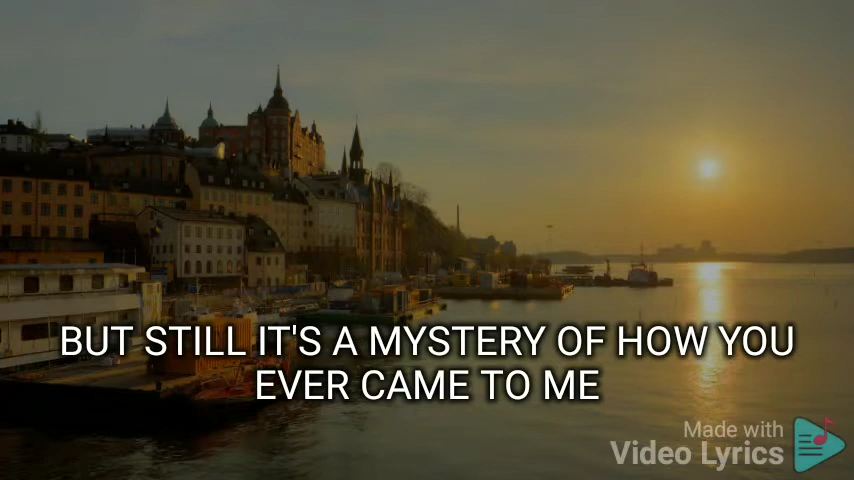 BUT STILL IT'S A MYSTERY OF HOW YOU
EVER CAME TO ME
Made with
Video Lyrics